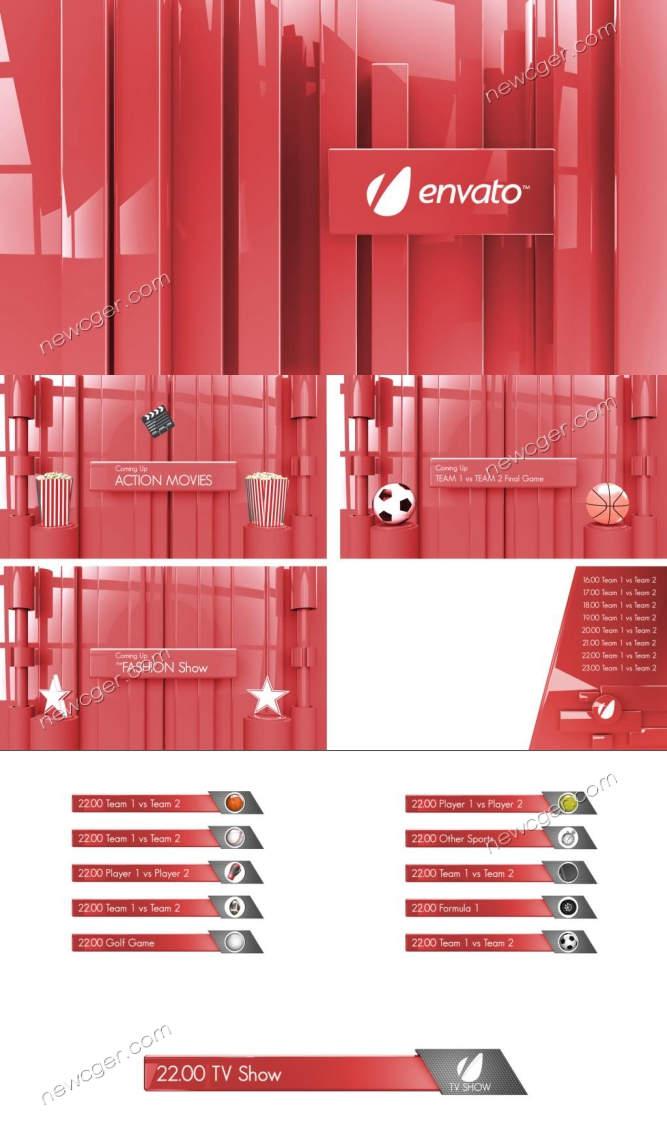 newcger.com
envato™
newcger.com
Coming Up
ACTION MOVIES
newcger.com
Coming Up
TEAM 1 vs TEAM 2 Final Game
Coming Up
FASHION Show
newcger.com
16.00 Team 1 vs Team 2
17.00 Team 1 vs Team 2
18.00 Team 1 vs Team 2
19.00 Team 1 vs Team 2
20.00 Team 1 vs Team 2
21.00 Team 1 vs Team 2
22.00 Team 1 vs Team 2
23.00 Team 1 vs Team 2
22.00 Team 1 vs Team 2
22.00 Team 1 vs Team 2
22.00 Player 1 vs Player 2
22.00 Team 1 vs Team 2
22.00 Golf Game
22.00 Player 1 vs Player 2
22.00 Other Sports
newcger.com
22.00 Team 1 vs Team 2
22.00 Formula 1
22.00 Team 1 vs Team 2
newcger.com
22.00 TV Show
TV SHOW